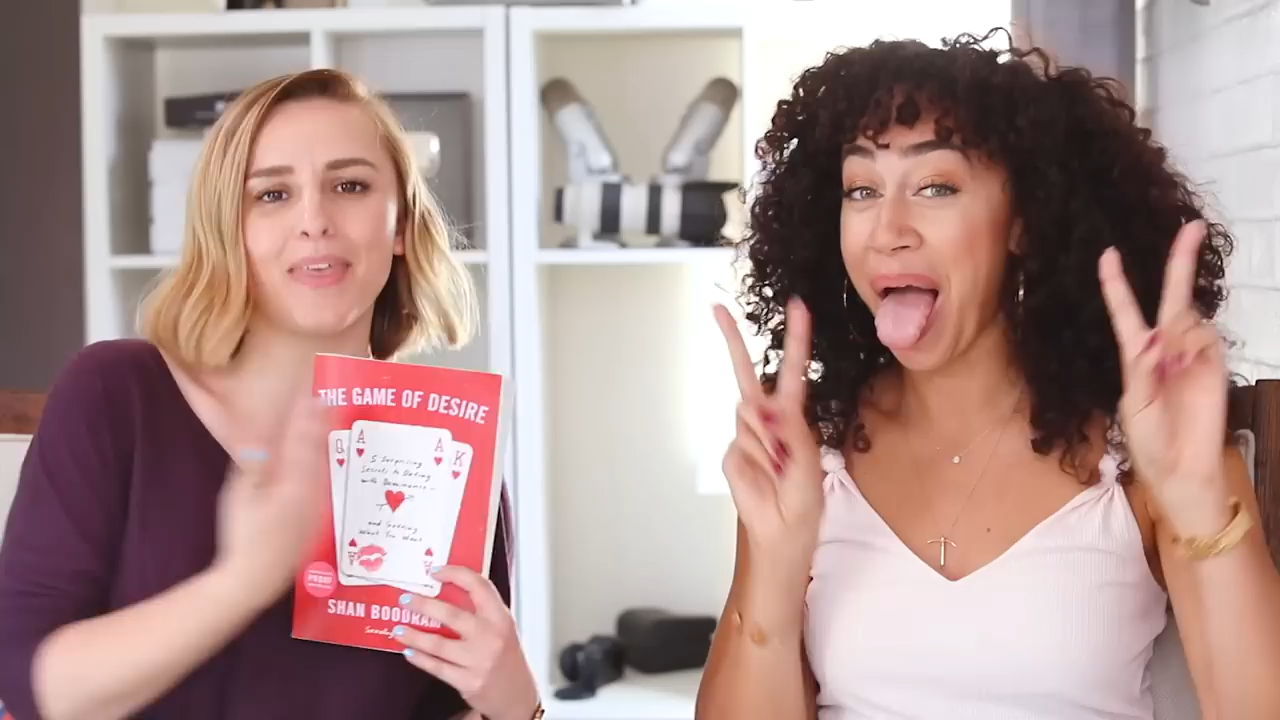 THE GAME OF DESIRE
Q A A K
5 Surprising
Secrets to Dating
with Dominance—
and Getting
What You Want
A A
SHAN BOODRAM